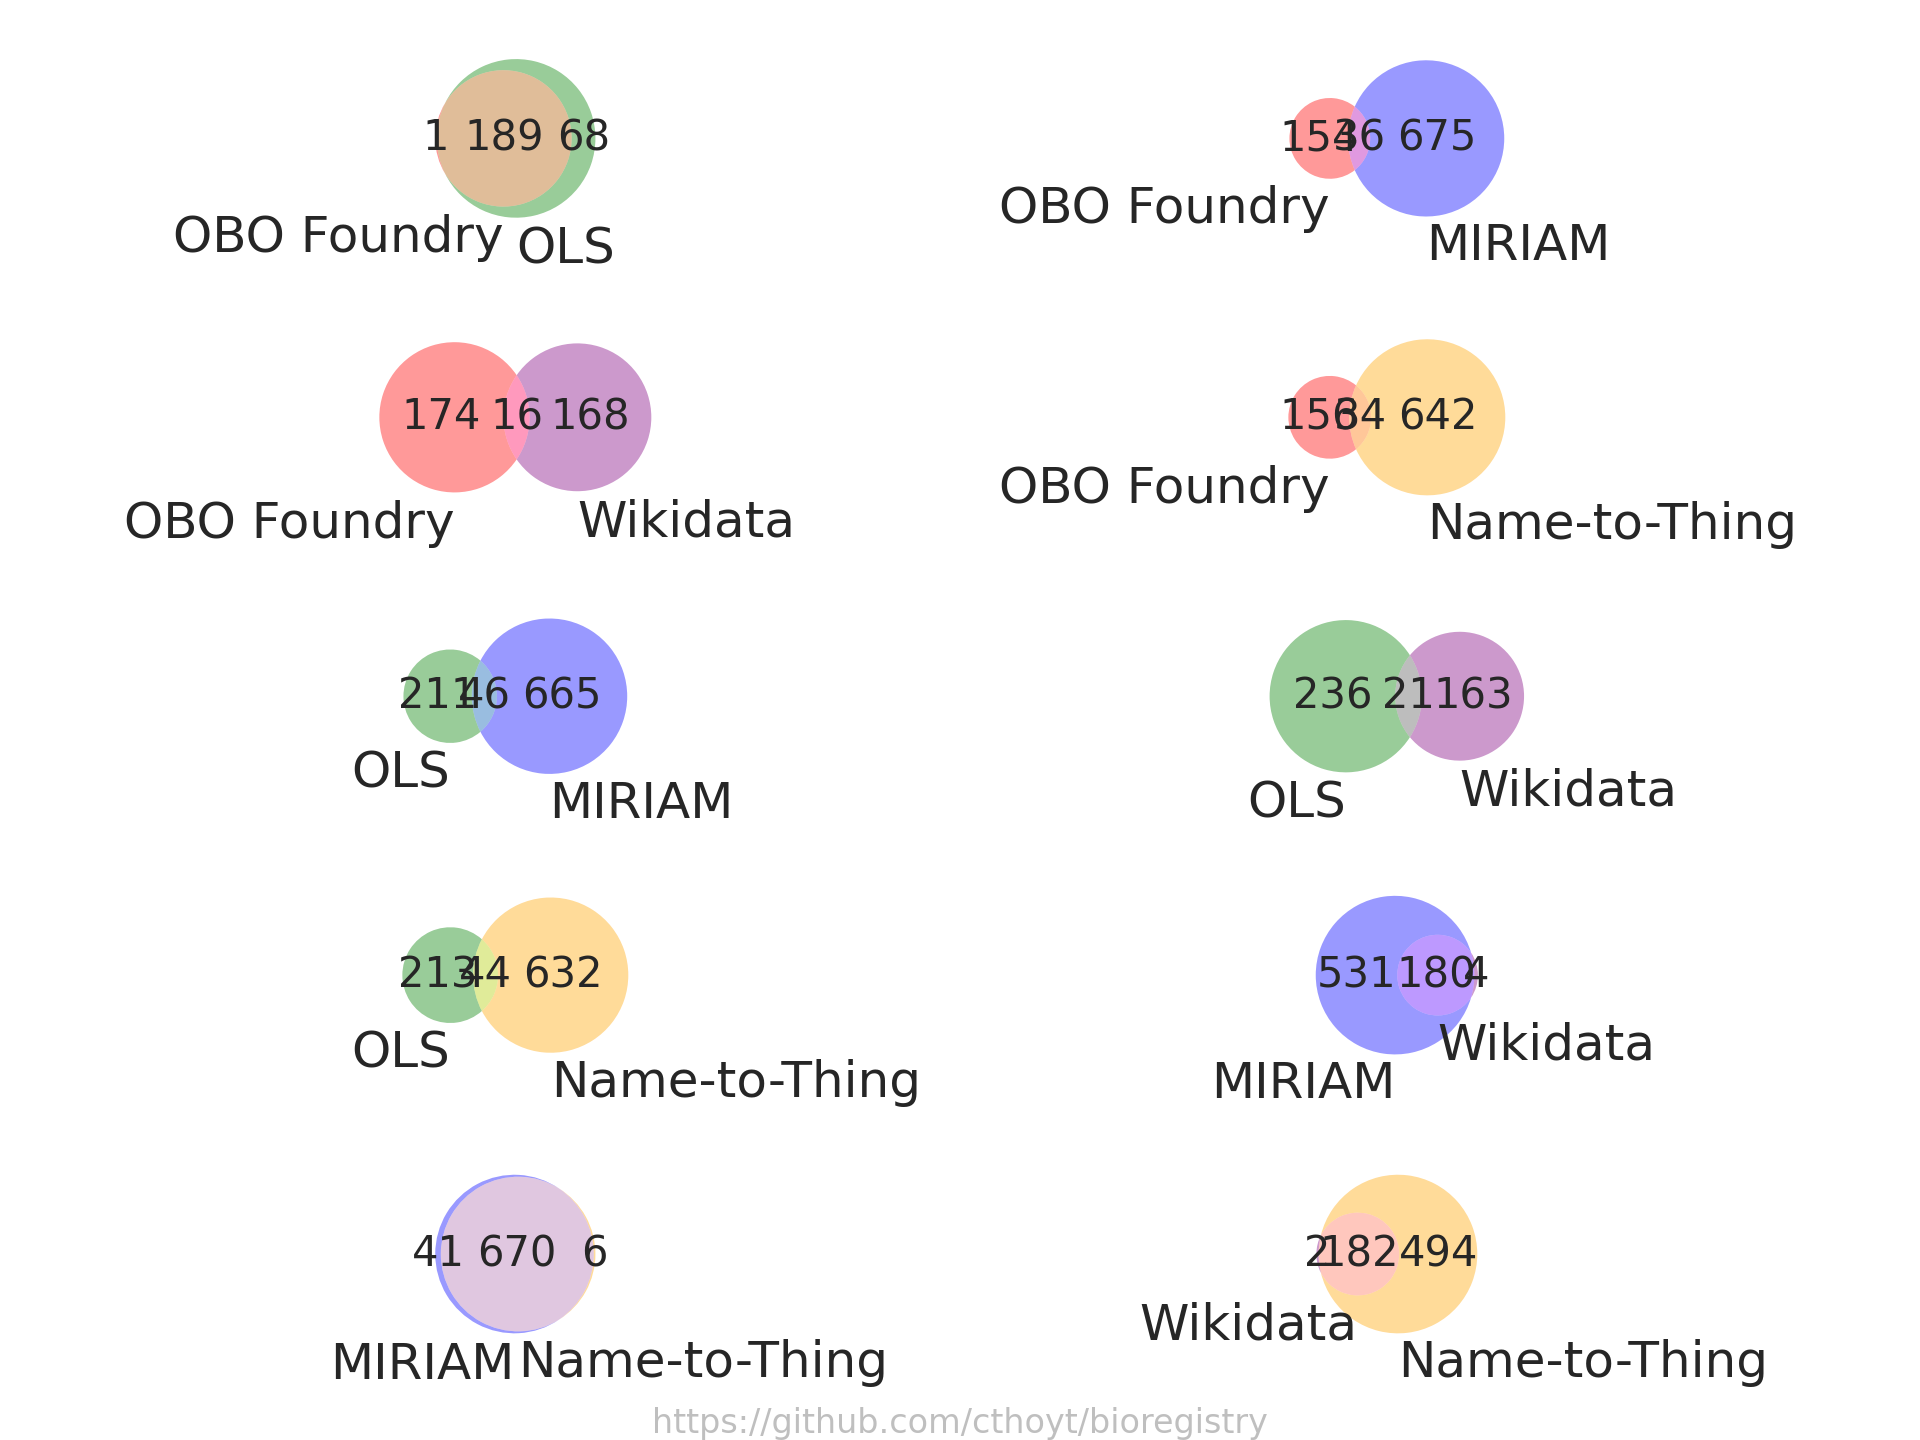 1 189 68
OBO Foundry OLS
154 36 675
OBO Foundry
MIRIAM
174 16 168
OBO Foundry Wikidata
156 34 642
OBO Foundry
Name-to-Thing
211 46 665
OLS
MIRIAM
236 21 163
OLS
Wikidata
213 44 632
OLS
Name-to-Thing
531 180 4
Wikidata
MIRIAM
41 670 6
MIRIAM Name-to-Thing
2 182 494
Wikidata
Name-to-Thing
https://github.com/cthoyt/bioregistry